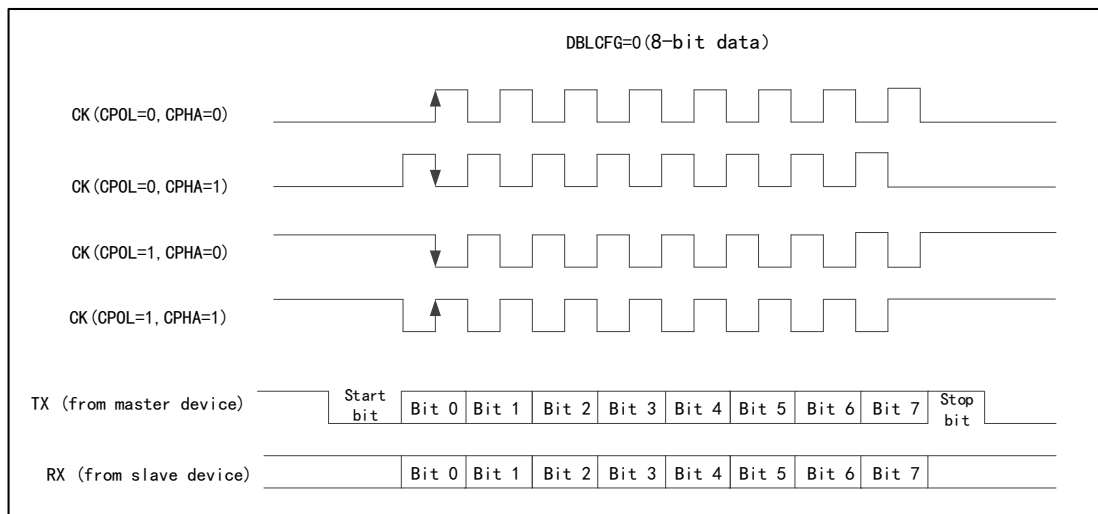 DBLCFG=0(8-bit data)
CK(CPOL=0,CPHA=0)
CK(CPOL=0,CPHA=1)
CK(CPOL=1,CPHA=0)
CK(CPOL=1,CPHA=1)
TX (from master device) Start bit Bit 0 Bit 1 Bit 2 Bit 3 Bit 4 Bit 5 Bit 6 Bit 7 Stop bit
RX (from slave device) Bit 0 Bit 1 Bit 2 Bit 3 Bit 4 Bit 5 Bit 6 Bit 7